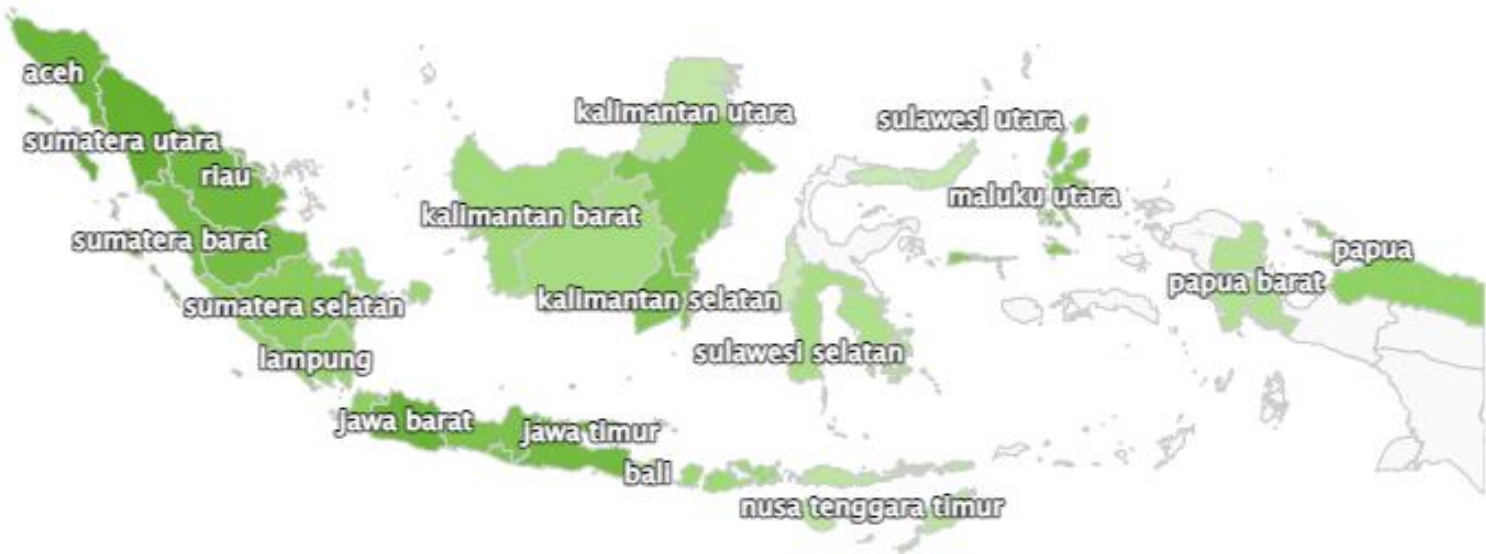 aceh
kalimantan utara
sulawesi utara
sumatera utara
riau
maluku utara
kalimantan barat
sumatera barat
papua
papua barat
kalimantan selatan
sumatera selatan
sulawesi selatan
lampung
jawa barat
jawa timur
bali
nusa tenggara timur